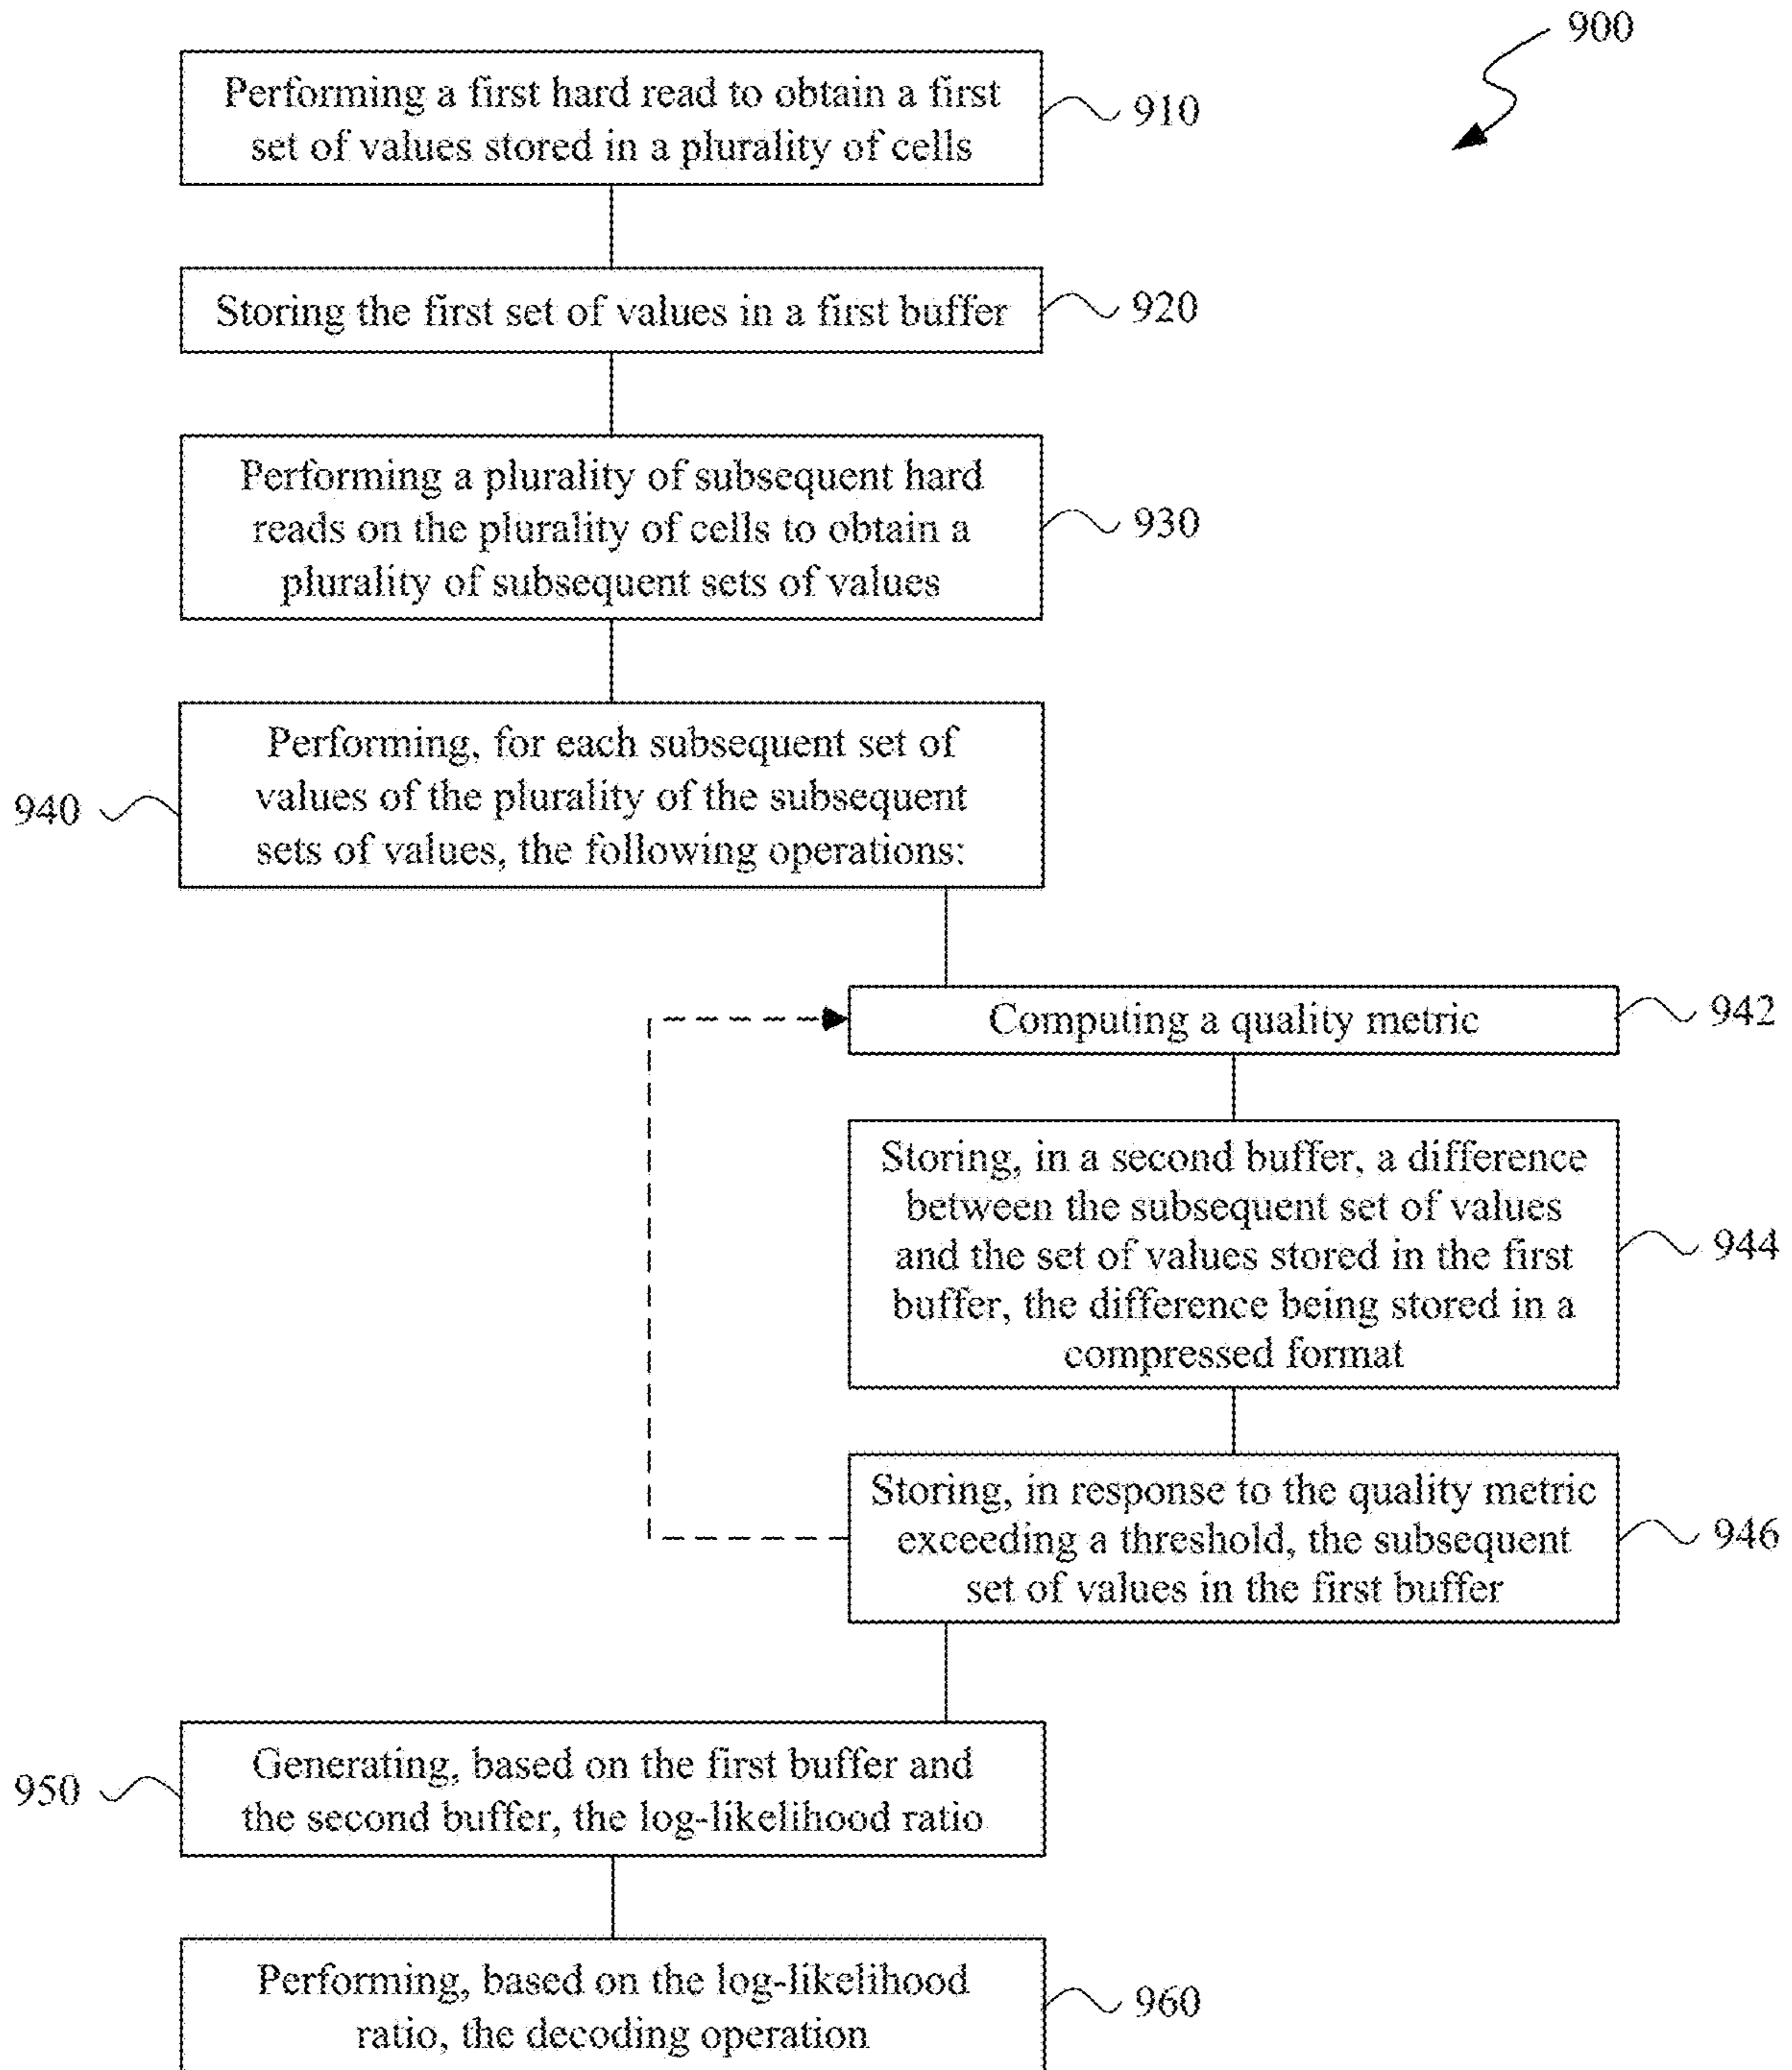 900
Performing a first hard read to obtain a first
set of values stored in a plurality of cells
910
Storing the first set of values in a first buffer
920
Performing a plurality of subsequent hard
reads on the plurality of cells to obtain a
plurality of subsequent sets of values
930
Performing, for each subsequent set of
values of the plurality of the subsequent
sets of values, the following operations:
940
Computing a quality metric
942
Storing, in a second buffer, a difference
between the subsequent set of values
and the set of values stored in the first
buffer, the difference being stored in a
compressed format
944
Storing, in response to the quality metric
exceeding a threshold, the subsequent
set of values in the first buffer
946
Generating, based on the first buffer and
the second buffer, the log-likelihood ratio
950
Performing, based on the log-likelihood
ratio, the decoding operation
960